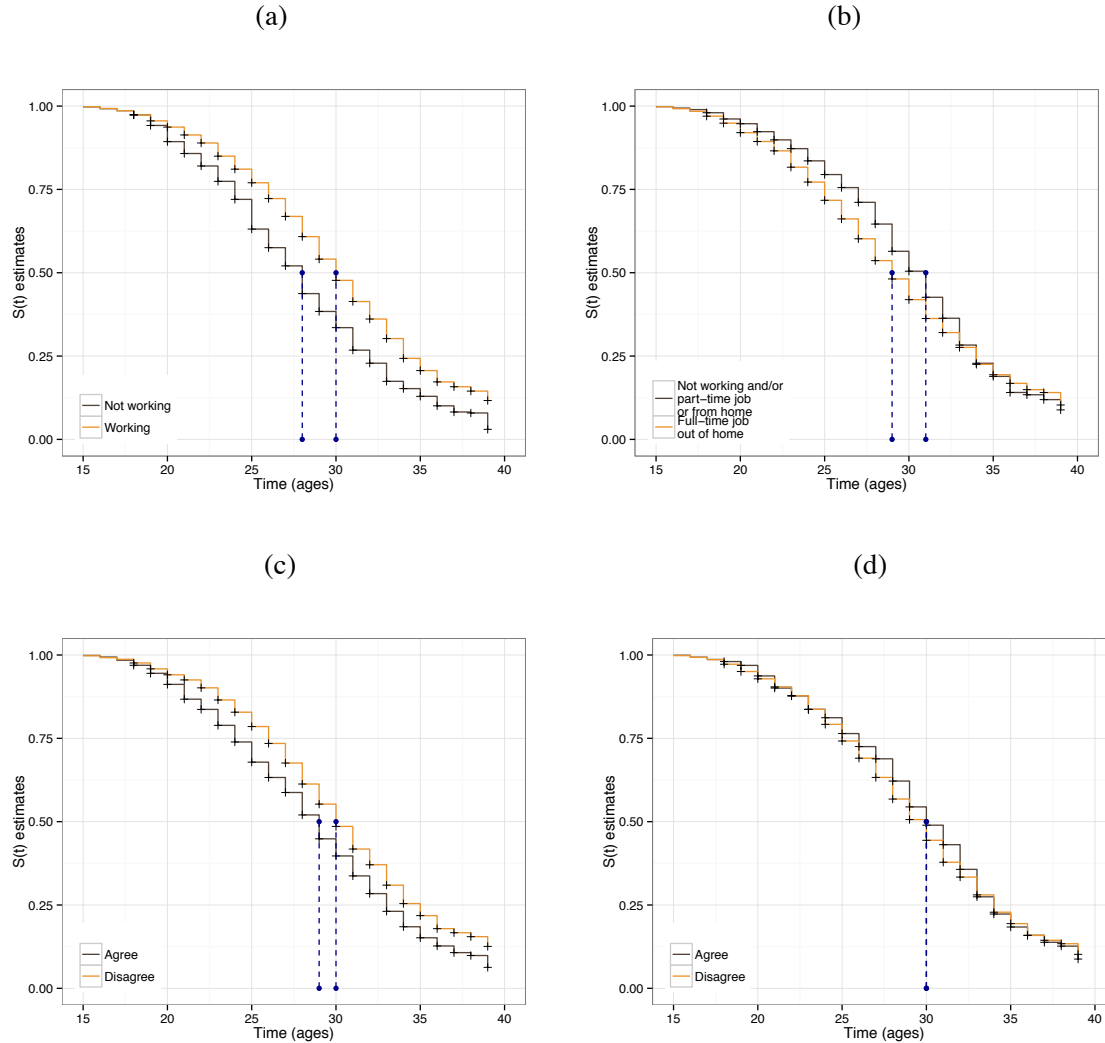 (a)
(b)
1.00
0.75
0.50
0.25
0.00
S(t) estimates
Not working
Working
15
20
25
30
35
40
Time (ages)
1.00
0.75
0.50
0.25
0.00
S(t) estimates
Not working and/or
part-time job
or from home
Full-time job
out of home
15
20
25
30
35
40
Time (ages)
(c)
(d)
1.00
0.75
0.50
0.25
0.00
S(t) estimates
Agree
Disagree
15
20
25
30
35
40
Time (ages)
1.00
0.75
0.50
0.25
0.00
S(t) estimates
Agree
Disagree
15
20
25
30
35
40
Time (ages)